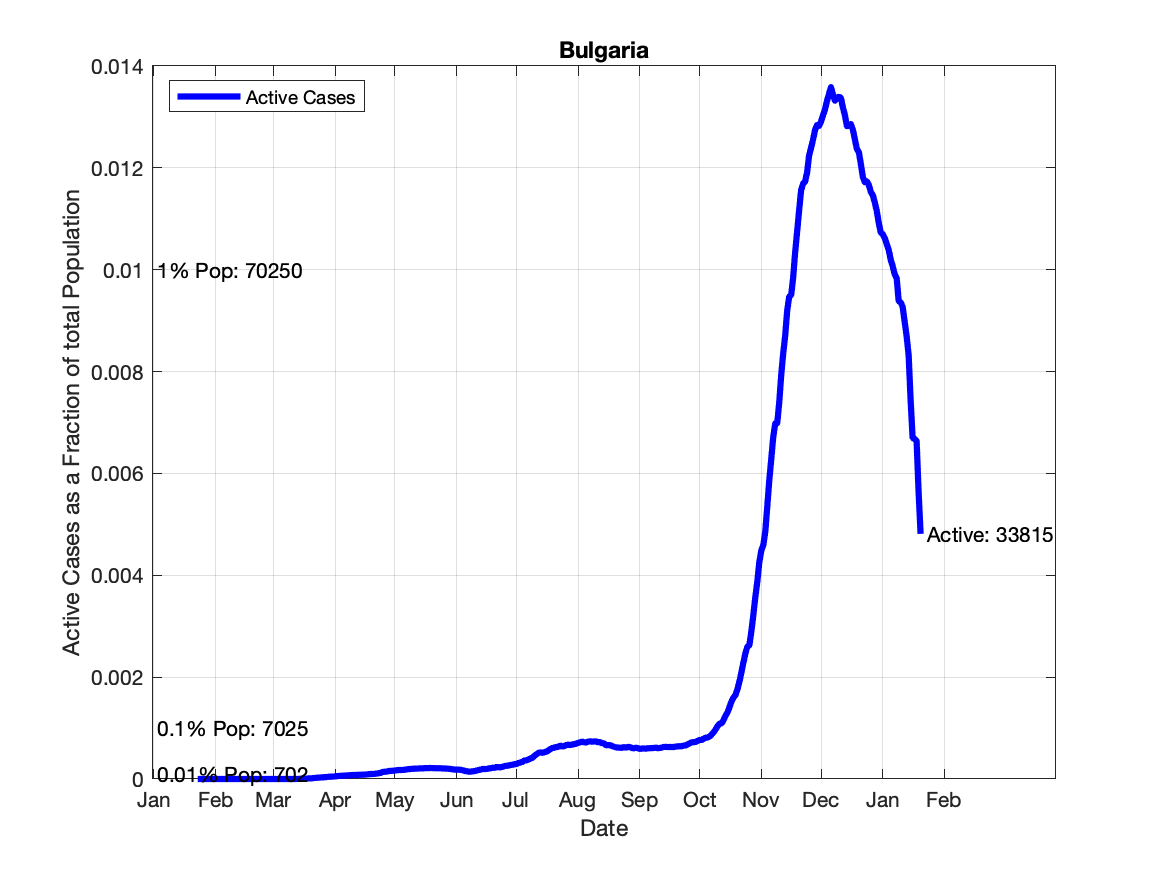 Bulgaria
0.014
Active Cases
0.012
0.01
1% Pop: 70250
0.008
0.006
Active: 33815
0.004
0.002
0.1% Pop: 7025
0.01% Pop: 702
0
Jan Feb Mar Apr May Jun Jul Aug Sep Oct Nov Dec Jan Feb
Date
Active Cases as a Fraction of total Population